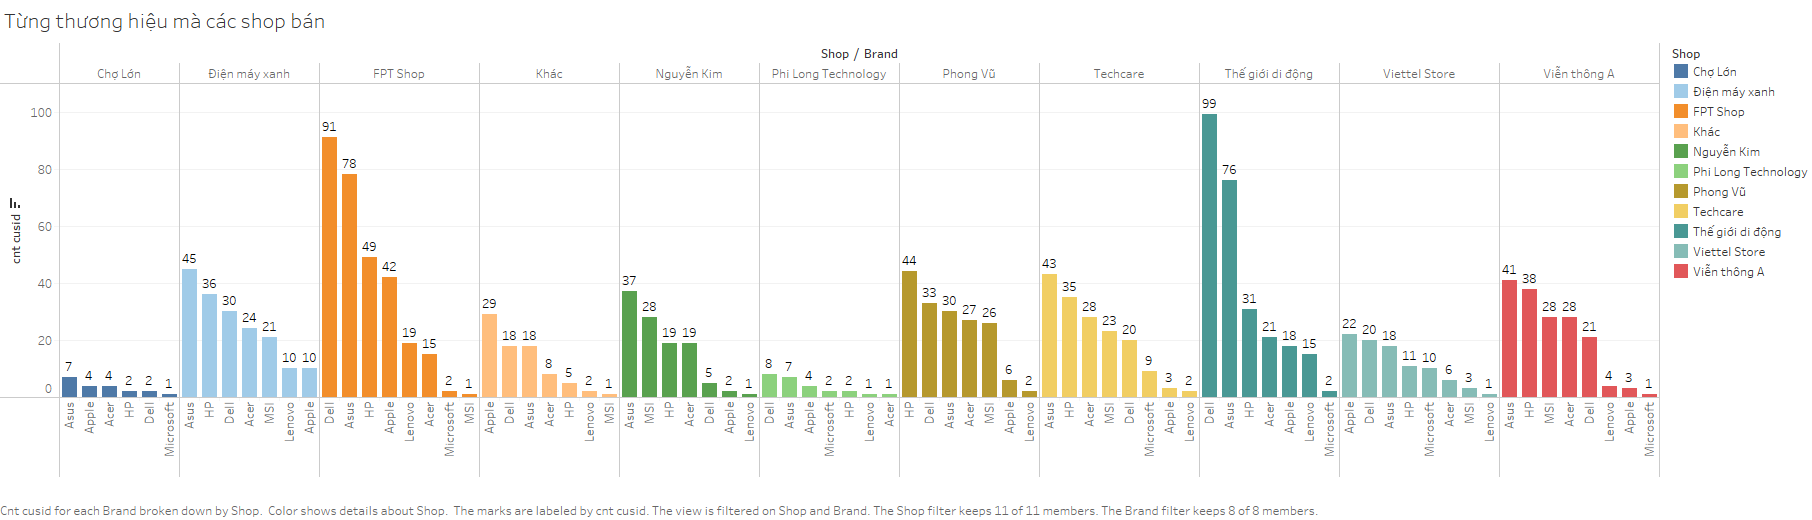 Từng thương hiệu mà các shop bán
Shop / Brand
Chợ Lón Điện máy xanh FPT Shop Khác Nguyễn Kim Phi Long Technology Phong Vũ Techcare Thế giới di động Viettel Store Viễn thông A
cnt cusid
100
80
60
40
20
0
7 4 4 2 2 1
45 36 30 24 21 10 10
91 78 49 42 19 15 2 1
29 18 18 8 5 2 1
37 28 19 19 5 2 1
8 7 4 2 2 1 1
44 33 30 27 26 6 2
43 35 28 23 20 9 3 2
99 76 31 21 18 15 2
22 20 18 11 10 6 3 1
41 38 28 28 21 4 3 1
Asus Apple Acer HP Dell Microsoft
Asus HP Dell Acer MSI Lenovo Apple
Dell Asus HP Apple Lenovo Acer Microsoft MSI
Apple Dell Asus Acer HP Lenovo MSI
Asus MSI HP Acer Dell Apple Lenovo
Dell Asus Apple Microsoft HP Lenovo Acer
HP Dell Asus Acer MSI Apple Lenovo
Asus HP Acer MSI Dell Microsoft Apple Lenovo
Dell Asus HP Acer Apple Lenovo Microsoft
Apple Dell Asus HP Microsoft Acer MSI Lenovo
Asus HP MSI Acer Dell Lenovo Apple Microsoft
Shop
Chợ Lón
Điện máy xanh
FPT Shop
Khác
Nguyễn Kim
Phi Long Technology
Phong Vũ
Techcare
Thế giới di động
Viettel Store
Viễn thông A
Cnt cusid for each Brand broken down by Shop. Color shows details about Shop. The marks are labeled by cnt cusid. The view is filtered on Shop and Brand. The Shop filter keeps 11 of 11 members. The Brand filter keeps 8 of 8 members.